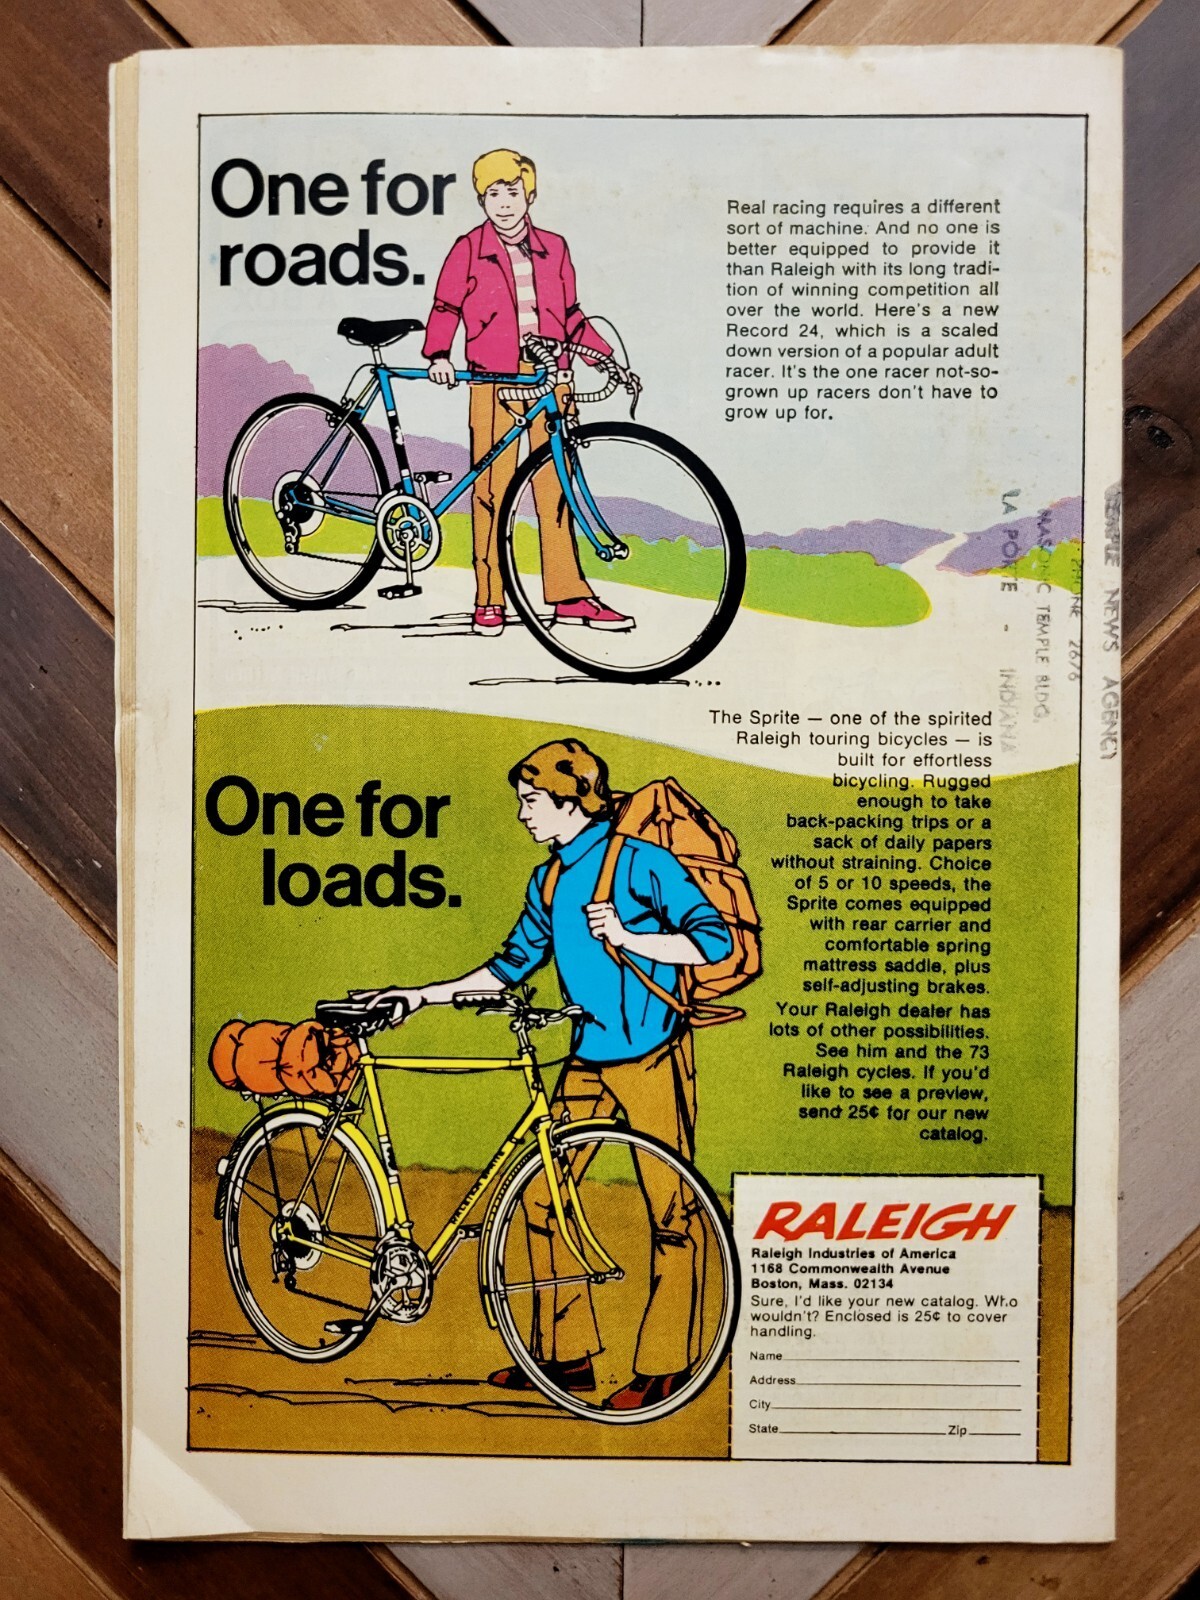 One for
roads.
Real racing requires a different
sort of machine. And no one is
better equipped to provide it
than Raleigh with its long tradi-
tion of winning competition all
over the world. Here's a new
Record 24, which is a scaled
down version of a popular adult
racer. It's the one racer not-so-
grown up racers don't have to
grow up for.
The Sprite — one of the spirited
Raleigh touring bicycles — is
built for effortless
bicycling. Rugged
enough to take
back-packing trips or a
sack of daily papers
without straining. Choice
of 5 or 10 speeds, the
Sprite comes equipped
with rear carrier and
comfortable spring
mattress saddle, plus
self-adjusting brakes.
Your Raleigh dealer has
lots of other possibilities.
See him and the 73
Raleigh cycles. If you'd
like to see a preview,
send 25¢ for our new
catalog.
One for
loads.
RALEIGH
RALEIGH
Raleigh Industries of America
1168 Commonwealth Avenue
Boston, Mass. 02134
Sure, I'd like your new catalog. Who
wouldn't? Enclosed is 25¢ to cover
handling.
Name
Address
City
State Zip
TEMPLE NEWS AGENCY
PHONE 2676
MASONIC TEMPLE BLDG.
LA PORTE - INDIANA